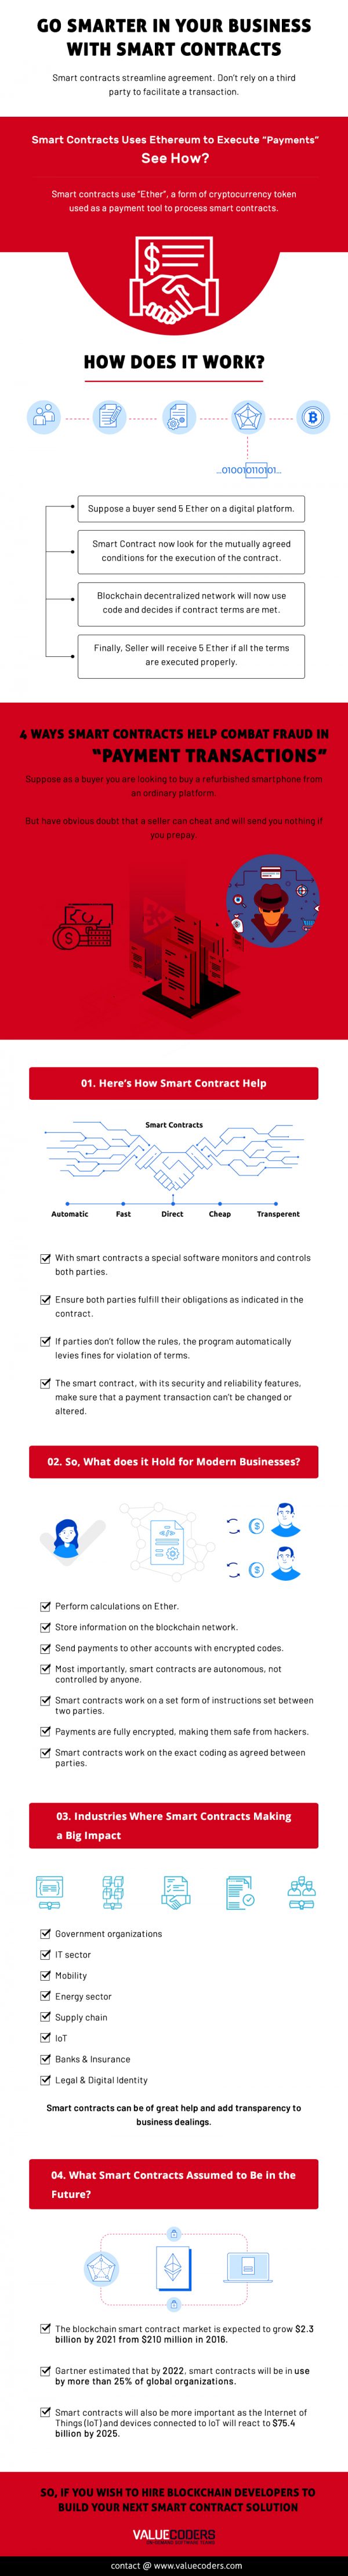 GO SMARTER IN YOUR BUSINESS
WITH SMART CONTRACTS
Smart contracts streamline agreement. Don't rely on a third
party to facilitate a transaction.
Smart Contracts Uses Ethereum to Execute "Payments"
See How?
Smart contracts use "Ether", a form of cryptocurrency token
used as a payment tool to process smart contracts.
$
HOW DOES IT WORK?
...010010110101...
Suppose a buyer send 5 Ether on a digital platform.
Smart Contract now look for the mutually agreed
conditions for the execution of the contract.
Blockchain decentralized network will now use
code and decides if contract terms are met.
Finally, Seller will receive 5 Ether if all the terms
are executed properly.
4 WAYS SMART CONTRACTS HELP COMBAT FRAUD IN
"PAYMENT TRANSACTIONS"
Suppose as a buyer you are looking to buy a refurbished smartphone from
an ordinary platform.
But have obvious doubt that a seller can cheat and will send you nothing if
you prepay.
01. Here's How Smart Contract Help
Smart Contracts
Automatic Fast Direct Cheap Transperent
With smart contracts a special software monitors and controls
both parties.
Ensure both parties fulfill their obligations as indicated in the
contract.
If parties don't follow the rules, the program automatically
levies fines for violation of terms.
The smart contract, with its security and reliability features,
make sure that a payment transaction can't be changed or
altered.
02. So, What does it Hold for Modern Businesses?
Perform calculations on Ether.
Store information on the blockchain network.
Send payments to other accounts with encrypted codes.
Most importantly, smart contracts are autonomous, not
controlled by anyone.
Smart contracts work on a set form of instructions set between
two parties.
Payments are fully encrypted, making them safe from hackers.
Smart contracts work on the exact coding as agreed between
parties.
03. Industries Where Smart Contracts Making
a Big Impact
Government organizations
IT sector
Mobility
Energy sector
Supply chain
IoT
Banks & Insurance
Legal & Digital Identity
Smart contracts can be of great help and add transparency to
business dealings.
04. What Smart Contracts Assumed to Be in the
Future?
The blockchain smart contract market is expected to grow $2.3
billion by 2021 from $210 million in 2016.
Gartner estimated that by 2022, smart contracts will be in use
by more than 25% of global organizations.
Smart contracts will also be more important as the Internet of
Things (IoT) and devices connected to IoT will react to $75.4
billion by 2025.
SO, IF YOU WISH TO HIRE BLOCKCHAIN DEVELOPERS TO
BUILD YOUR NEXT SMART CONTRACT SOLUTION
VALUECODERS
contact @ www.valuecoders.com